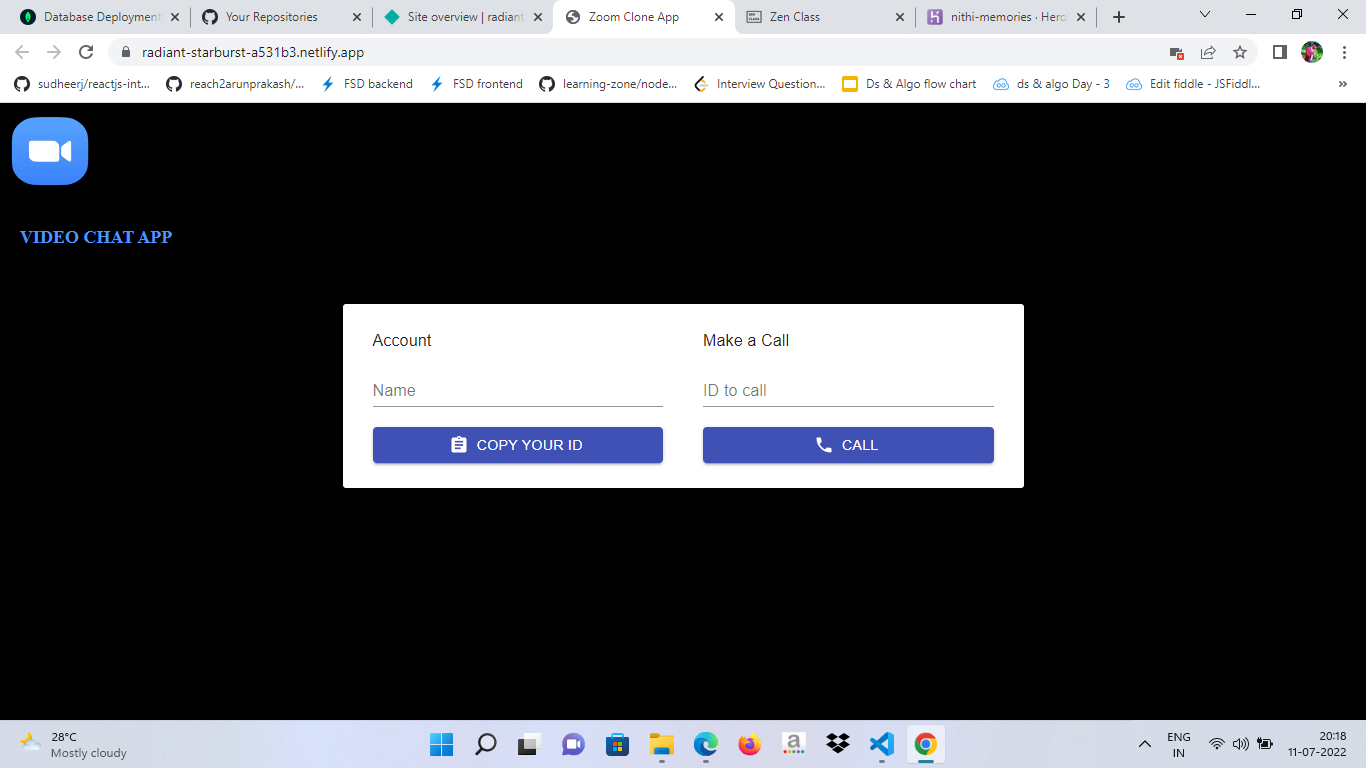 Database Deployment
Your Repositories
Site overview | radiant
Zoom Clone App
Zen Class
nithi-memories · Hero
radiant-starburst-a531b3.netlify.app
sudheerj/reactjs-int...
reach2arunprakash/...
FSD backend
FSD frontend
learning-zone/node...
Interview Question...
Ds & Algo flow chart
ds & algo Day - 3
Edit fiddle - JSFiddl...
»
VIDEO CHAT APP
Account
Make a Call
Name
ID to call
COPY YOUR ID
CALL
28°C
Mostly cloudy
ENG
IN
20:18
11-07-2022